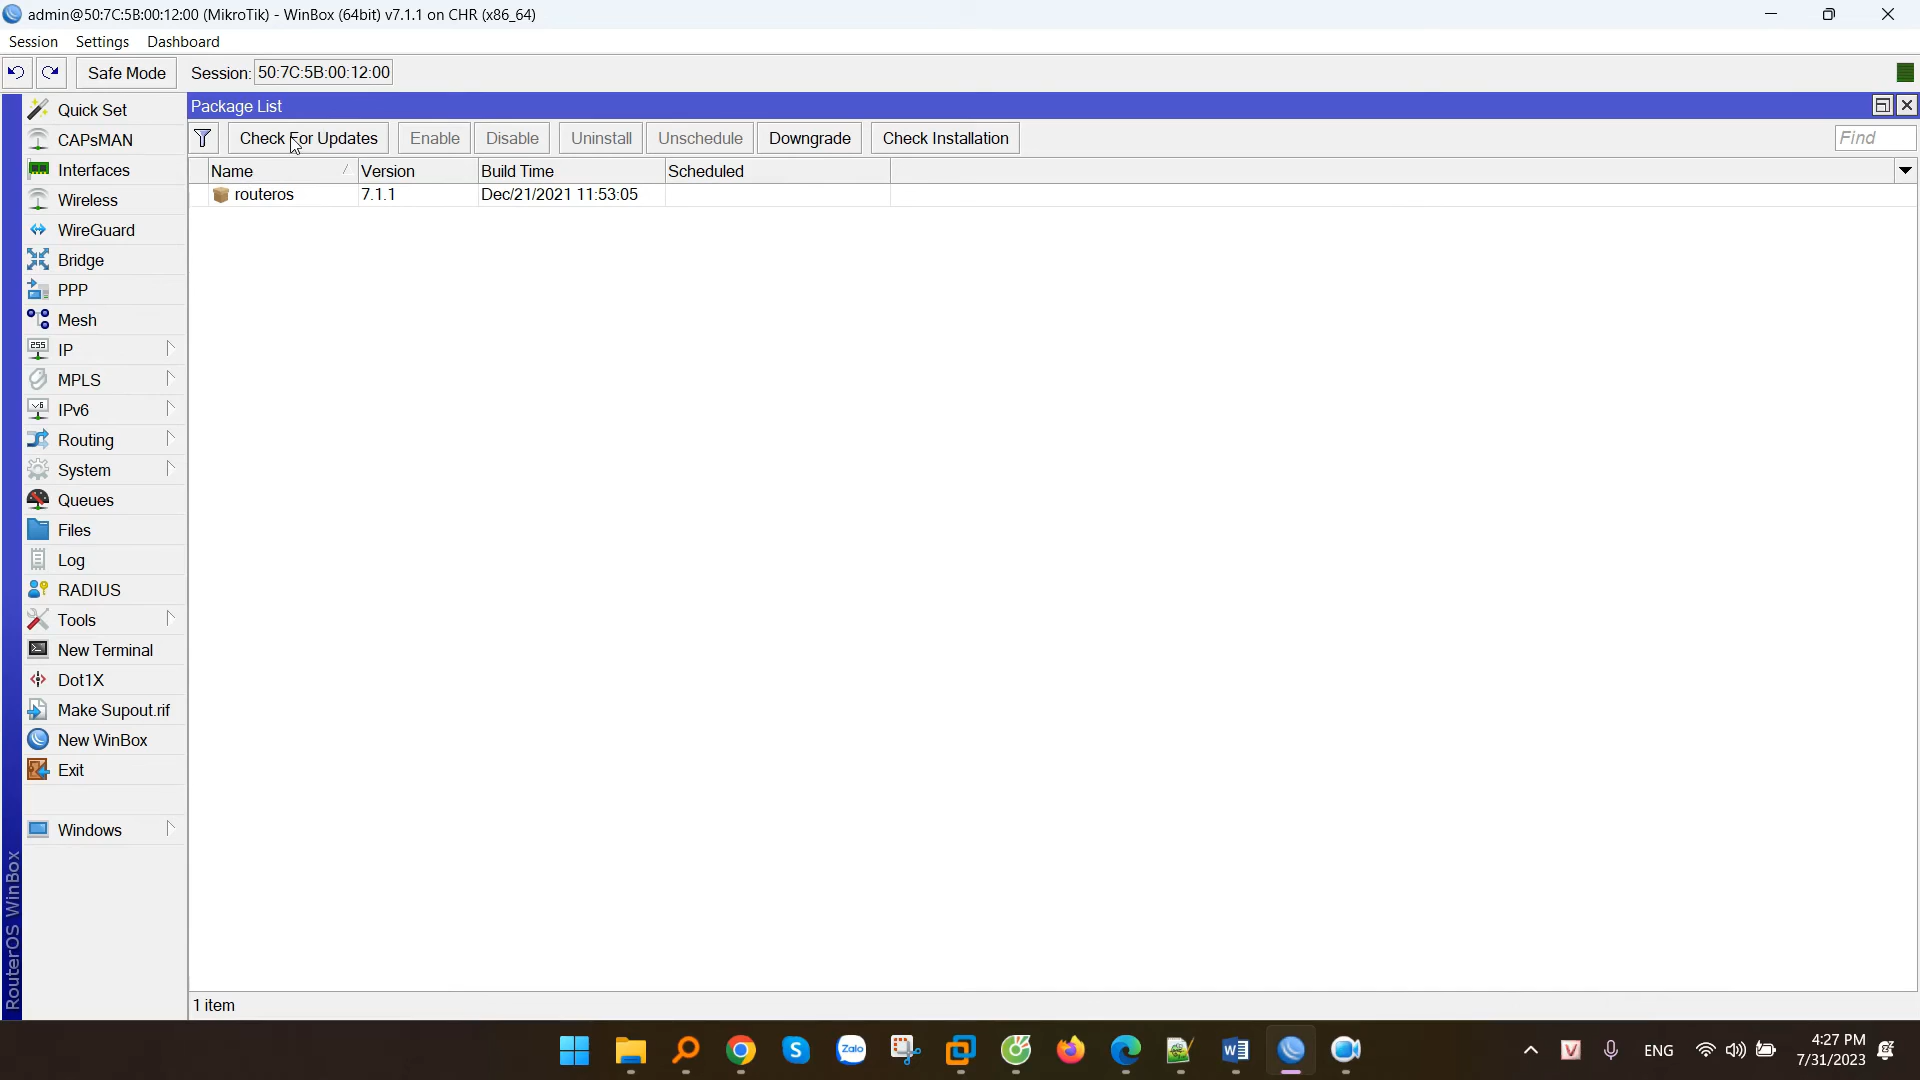 admin@50:7C:5B:00:12:00 (MikroTik) - WinBox (64bit) v7.1.1 on CHR (x86_64)
Session Settings Dashboard
Safe Mode Session: 50:7C:5B:00:12:00
Package List
Check For Updates Enable Disable Uninstall Unschedule Downgrade Check Installation Find
Name Version Build Time Scheduled
routeros 7.1.1 Dec/21/2021 11:53:05
Quick Set
CAPsMAN
Interfaces
Wireless
WireGuard
Bridge
PPP
Mesh
255
IP
MPLS
v6
IPv6
Routing
System
Queues
Files
Log
RADIUS
Tools
New Terminal
Dot1X
Make Supout.rif
New WinBox
Exit
Windows
RouterOS WinBox
1 item
S
Zalo
W
V
ENG
4:27 PM
7/31/2023